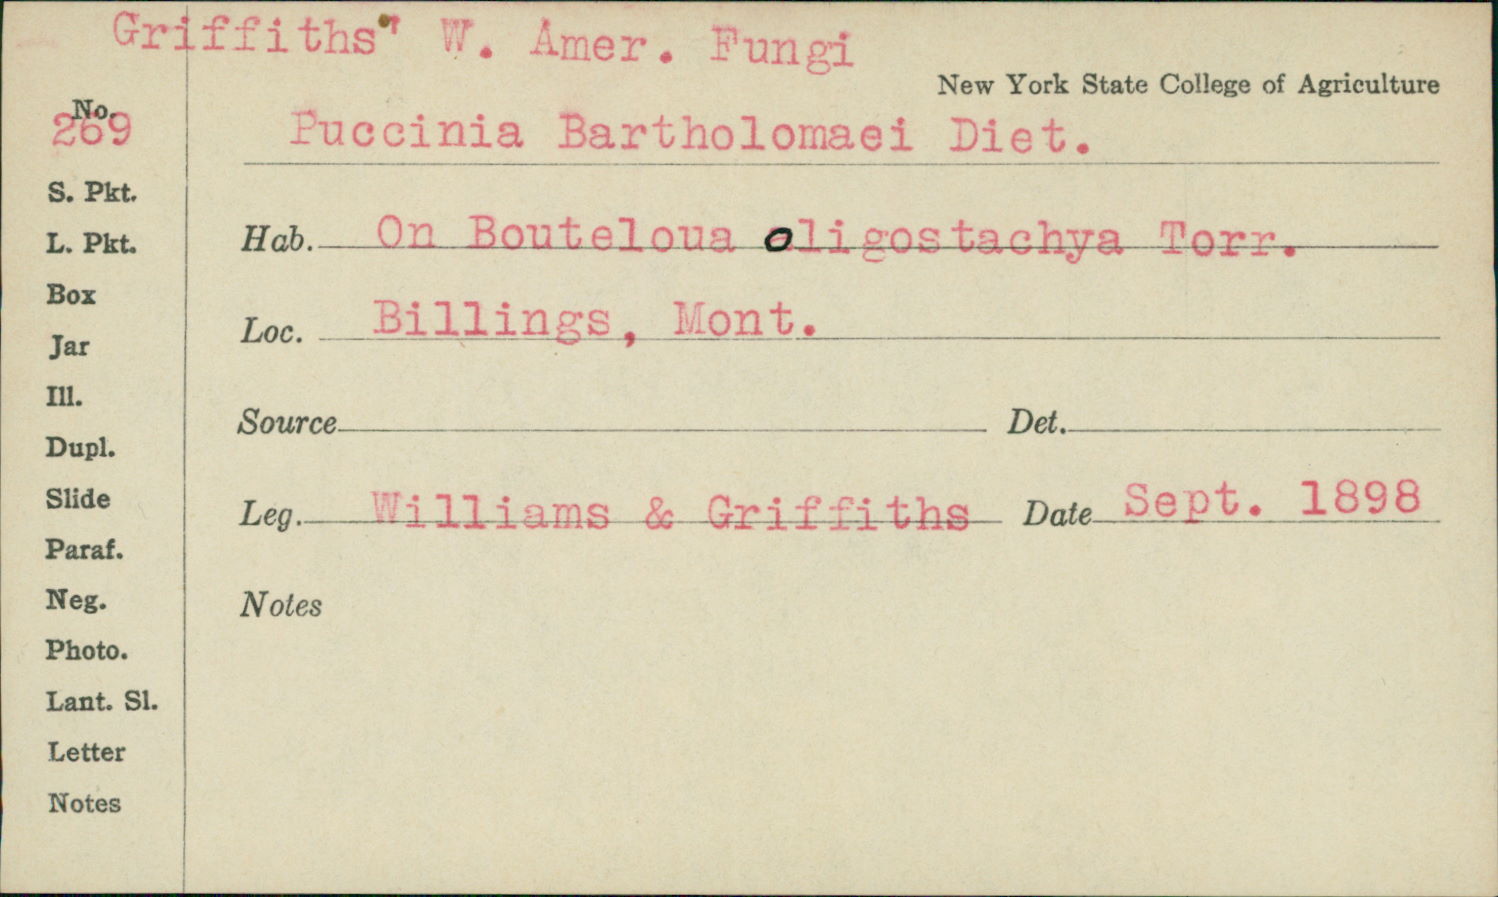 Griffiths' W. Amer. Fungi
New York State College of Agriculture
No.
269
Puccinia Bartholomaei Diet.
S. Pkt.
L. Pkt.
Box
Jar
Ill.
Dupl.
Slide
Paraf.
Neg.
Photo.
Lant. Sl.
Letter
Notes
Hab. On Bouteloua oligostachya Torr.
Loc. Billings, Mont.
Source Det.
Leg. Williams & Griffiths Date Sept. 1898
Notes